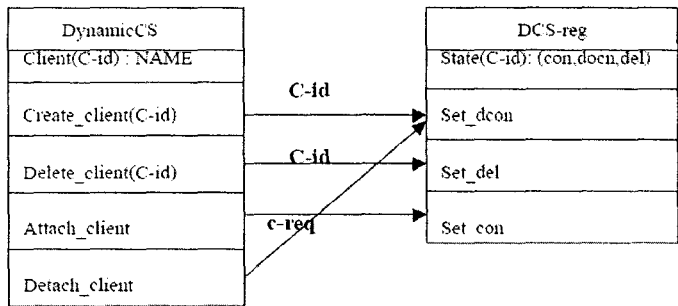 DynamicCS
Client(C-id) : NAME
Create_client(C-id)
Delete_client(C-id)
Attach_client
Detach_client
C-id
C-id
c-req
DCS-reg
State(C-id): (con,docn,del)
Set_dcon
Set_del
Set_con